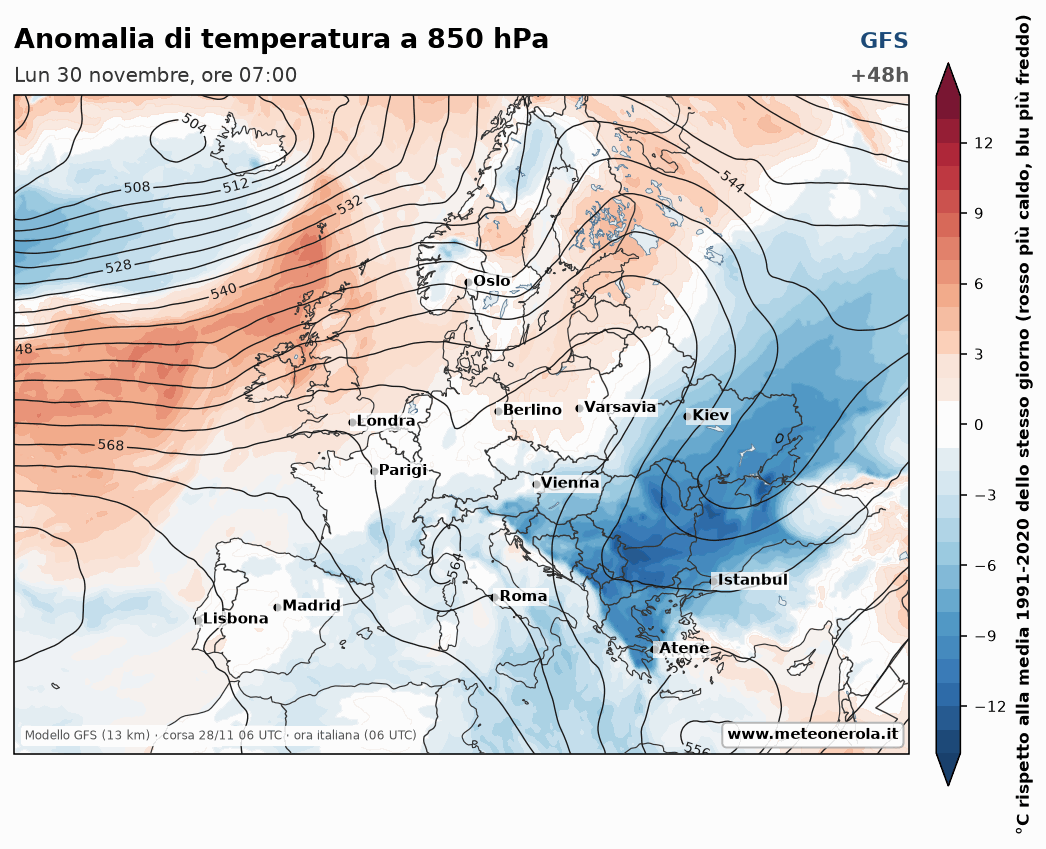 Anomalia di temperatura a 850 hPa
GFS
Lun 30 novembre, ore 07:00
+48h
504
508
512
532
544
528
540
Oslo
48
Berlino
Varsavia
Kiev
Londra
568
0
Parigi
Vienna
564
Istanbul
Roma
Madrid
Lisbona
Atene
556
Modello GFS (13 km) · corsa 28/11 06 UTC · ora italiana (06 UTC)
www.meteonerola.it
12
9
6
3
0
−3
−6
−9
−12
°C rispetto alla media 1991-2020 dello stesso giorno (rosso più caldo, blu più freddo)